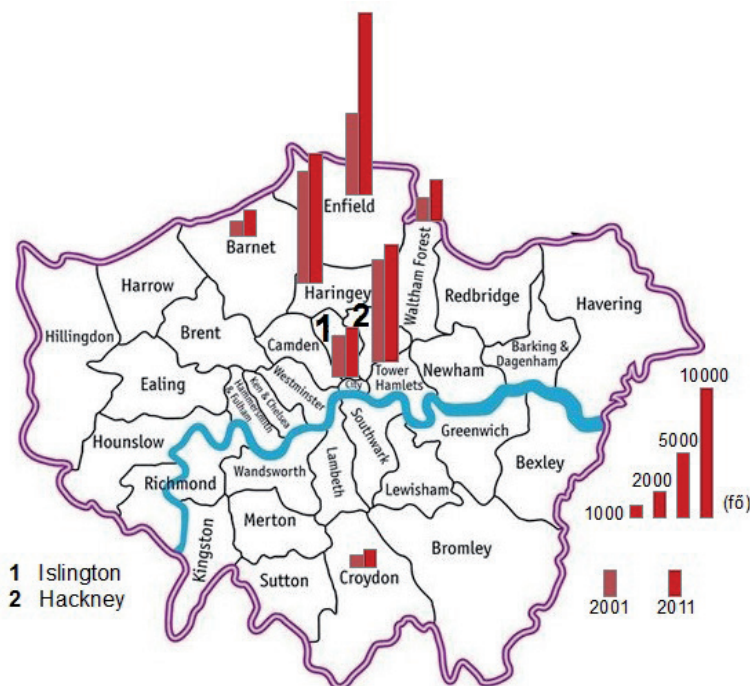 Enfield
Barnet
Waltham Forest
Haringey
Harrow
Redbridge
Havering
Hillingdon
Brent
1
2
Camden
Barking &
Dagenham
Newham
Tower
Hamlets
City
Westminster
Ealing
Ken & Chelsea
Hammersmith
& Fulham
Hounslow
Southwark
Greenwich
Bexley
Richmond
Wandsworth
Lambeth
Lewisham
Merton
Kingston
Bromley
Sutton
Croydon
1 Islington
2 Hackney
10000
5000
2000
1000
(fő)
2001
2011